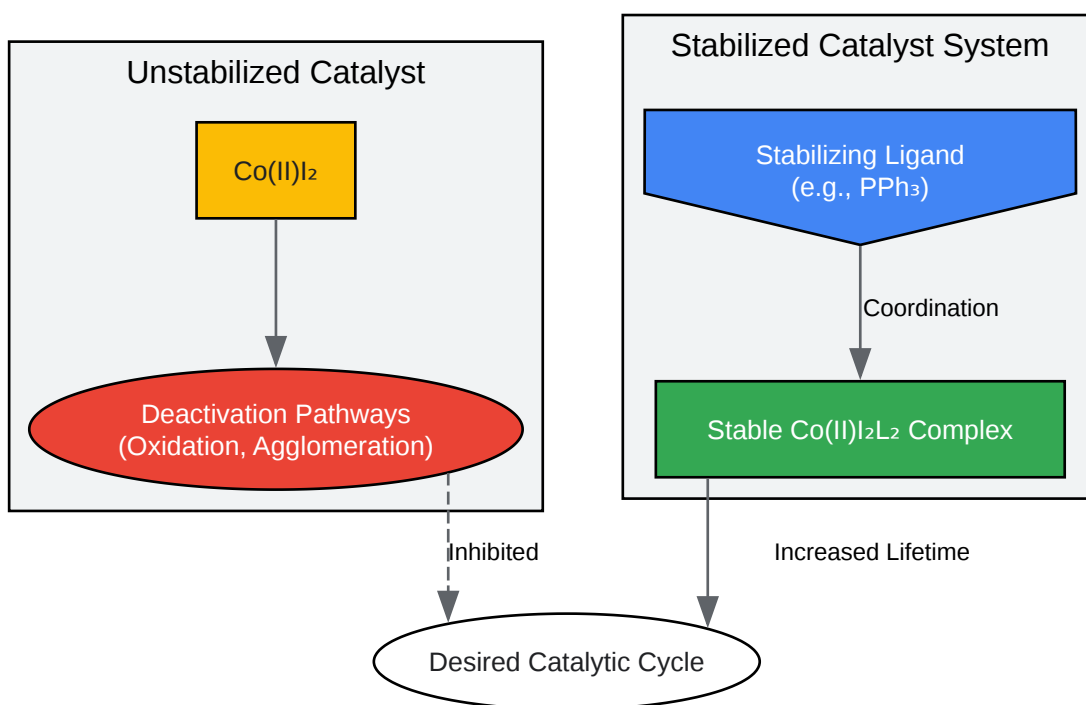 Unstabilized Catalyst
Co(II)I₂
Deactivation Pathways
(Oxidation, Agglomeration)
Stabilized Catalyst System
Stabilizing Ligand
(e.g., PPh₃)
Coordination
Stable Co(II)I₂L₂ Complex
Inhibited
Increased Lifetime
Desired Catalytic Cycle